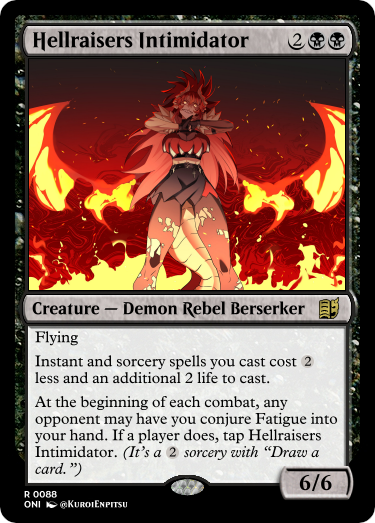 Hellraisers Intimidator 2
Creature — Demon Rebel Berserker
Flying
Instant and sorcery spells you cast cost 2
less and an additional 2 life to cast.
At the beginning of each combat, any
opponent may have you conjure Fatigue into
your hand. If a player does, tap Hellraisers
Intimidator. (It's a 2 sorcery with “Draw a
card.”)
6/6
R 0088
ONI @KuroiEnpitsu